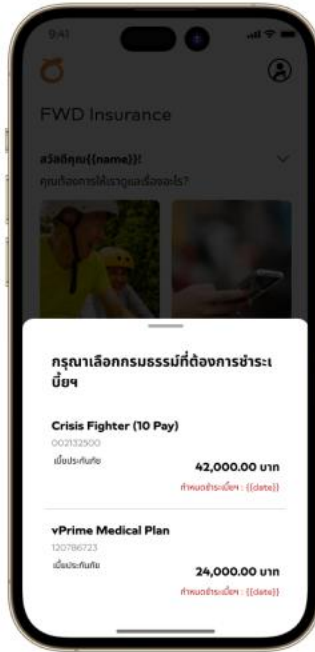 9:41
FWD Insurance
สวัสดีคุณ{{name}}!
คุณต้องการให้เราดูแลเรื่องอะไร?
กรุณาเลือกกรมธรรม์ที่ต้องการชำระเ
บี้ยฯ
Crisis Fighter (10 Pay)
002132500
เบี้ยประกันภัย
42,000.00 บาท
กำหนดชำระเบี้ยฯ : {{date}}
vPrime Medical Plan
120786723
เบี้ยประกันภัย
24,000.00 บาท
กำหนดชำระเบี้ยฯ : {{date}}